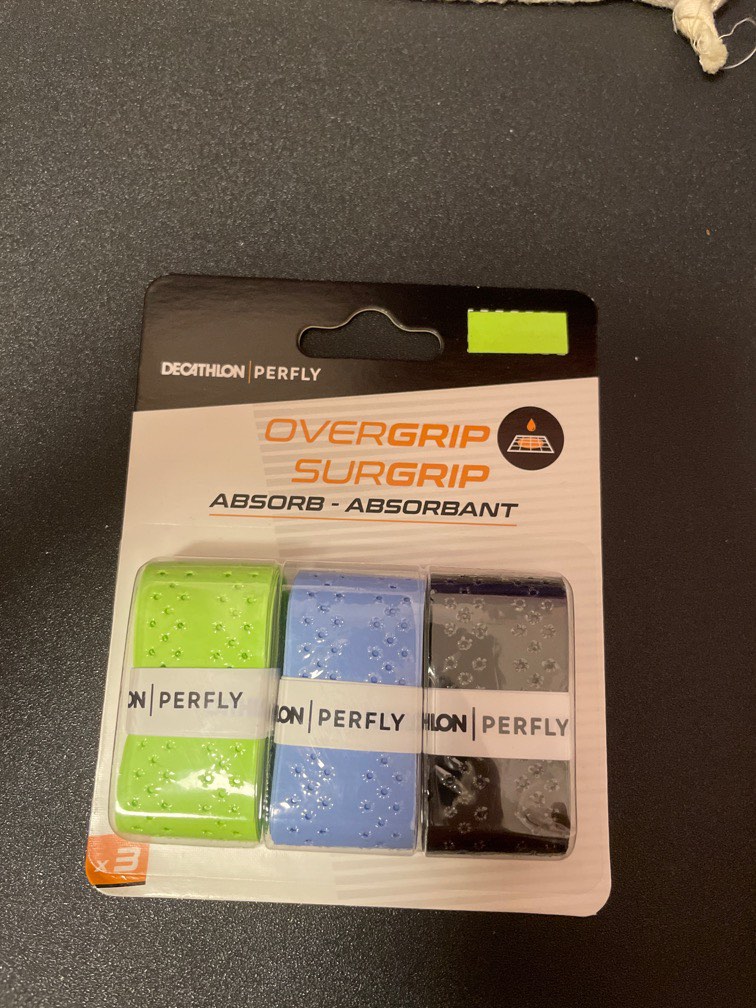 DECATHLON | PERFLY
OVERGRIP
SURGRIP
ABSORB - ABSORBANT
ON | PERFLY
LON | PERFLY
HLON | PERFLY
x3